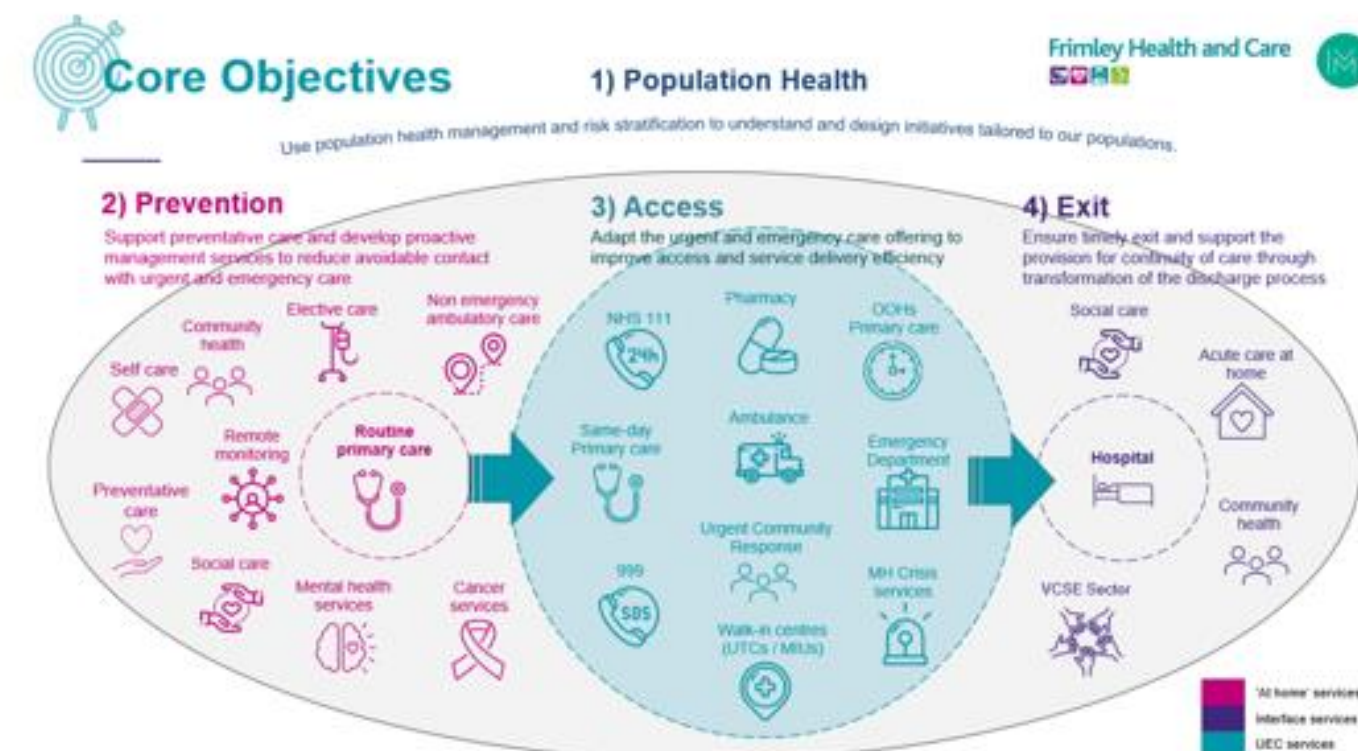 Core Objectives
1) Population Health
Frimley Health and Care
Use population health management and risk stratification to understand and design initiatives tailored to our populations.
2) Prevention
Support preventative care and develop proactive
management services to reduce avoidable contact
with urgent and emergency care
3) Access
Adapt the urgent and emergency care offering to
improve access and service delivery efficiency
4) Exit
Ensure timely exit and support the
provision for continuity of care through
transformation of the discharge process
Elective care
Non emergency
ambulatory care
Community
health
Self care
Remote
monitoring
Routine
primary care
Preventative
care
Social care
Mental health
services
Cancer
services
NHS 111
24h
Pharmacy
OOHs
Primary care
Same-day
Primary care
Ambulance
Emergency
Department
Urgent Community
Response
999
SOS
MH Crisis
services
Walk-in centres
(UTCs / MIUs)
Social care
Acute care at
home
Hospital
Community
health
VCSE Sector
'At home' services
Interface services
UEC services